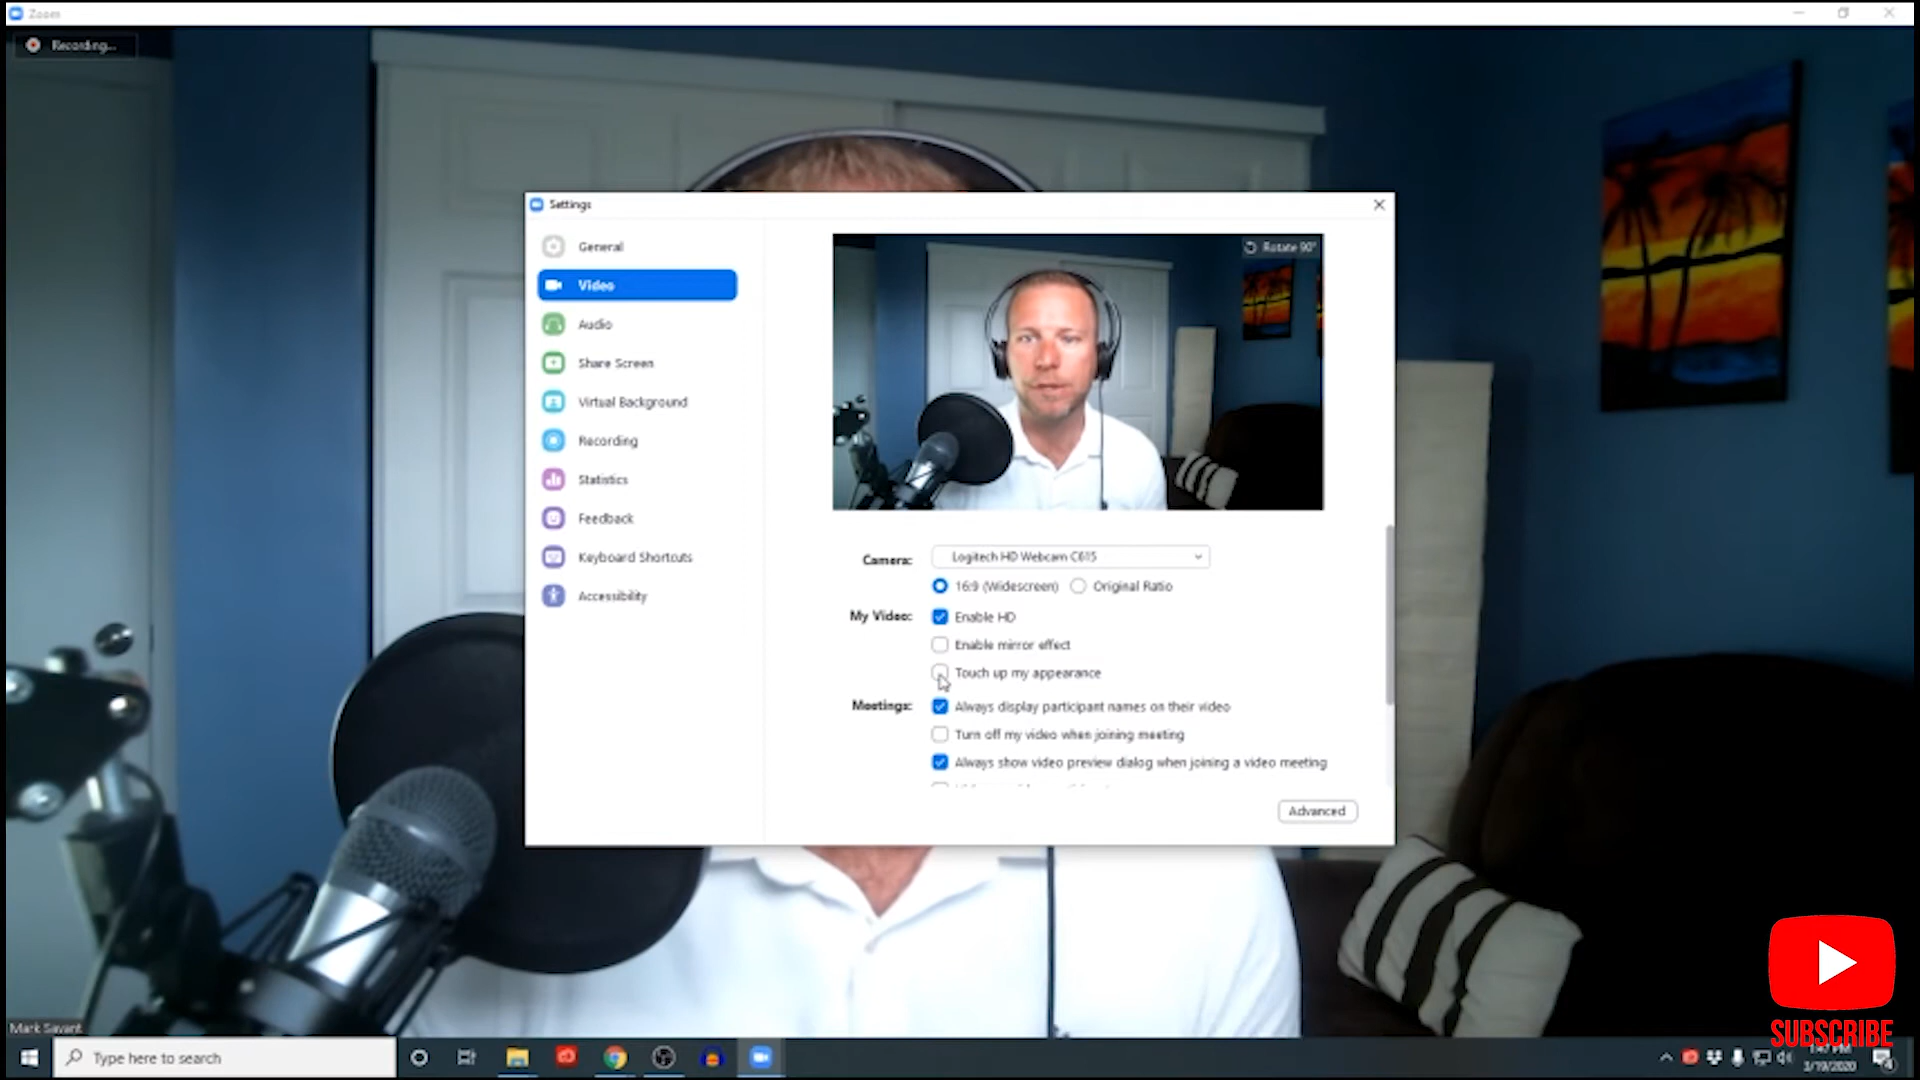 Zoom
Recording...
Settings
General
Video
Audio
Share Screen
Virtual Background
Recording
Statistics
Feedback
Keyboard Shortcuts
Accessibility
Rotate 90°
Camera:
Logitech HD Webcam C615
16:9 (Widescreen)
Original Ratio
My Video:
Enable HD
Enable mirror effect
Touch up my appearance
Meetings:
Always display participant names on their video
Turn off my video when joining meeting
Always show video preview dialog when joining a video meeting
Advanced
Mark Savant
SUBSCRIBE
Type here to search
3/19/2020